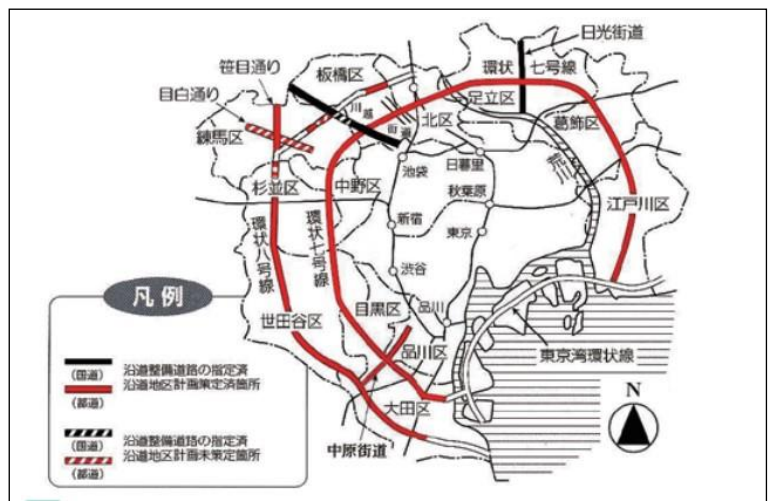 日光街道
笹目通り
板橋区
環状
七号線
目白通り
足立区
川越
街道
北区
葛飾区
練馬区
荒川
池袋
日暮里
杉並区
中野区
秋葉原
江戸川区
環状八号線
環状七号線
新宿
東京
渋谷
凡例
目黒区
品川
世田谷区
品川区
東京湾環状線
沿道整備道路の指定済
(国道)
沿道地区計画策定済箇所
(都道)
大田区
N
中原街道
沿道整備道路の指定済
(国道)
沿道地区計画未策定箇所
(都道)